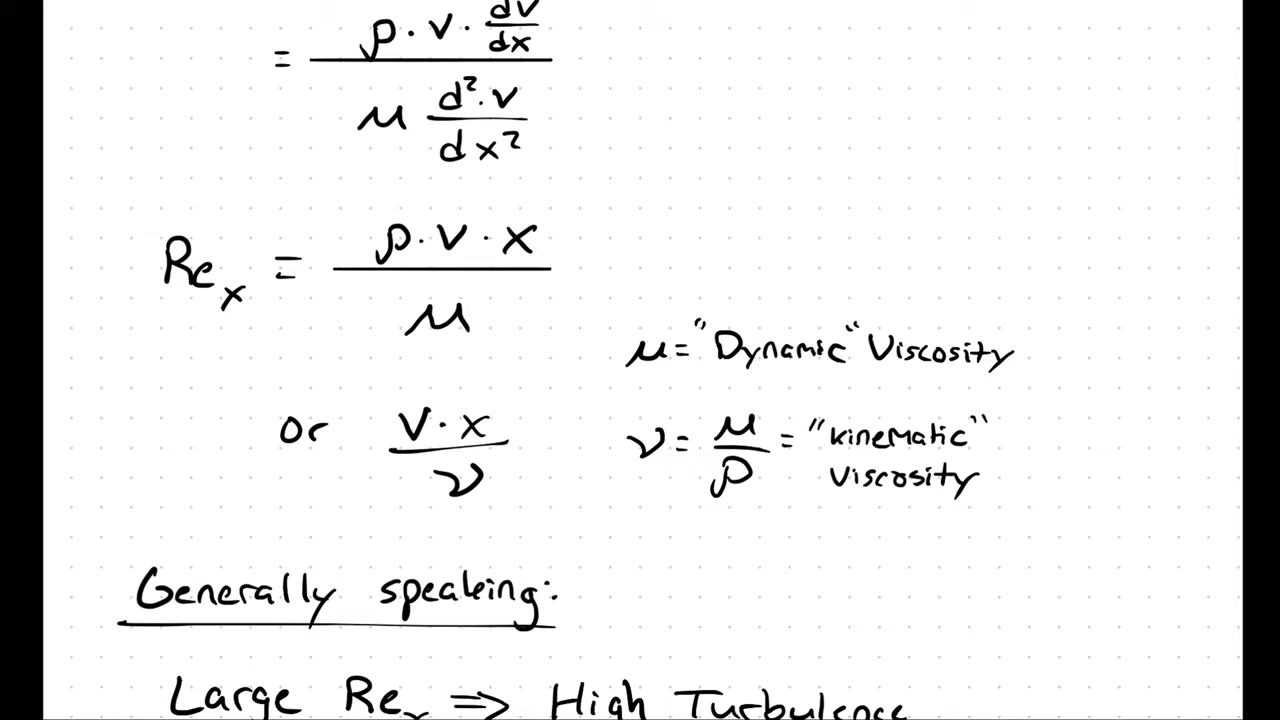 = ρ · v · dv/dx
μ d²·v/dx²
Re_x = ρ · v · x / μ
μ = "Dynamic" Viscosity
or v · x / ν
ν = μ/ρ = "kinematic"
viscosity
Generally speaking:
Large Re_x ⇒ High Turbulence